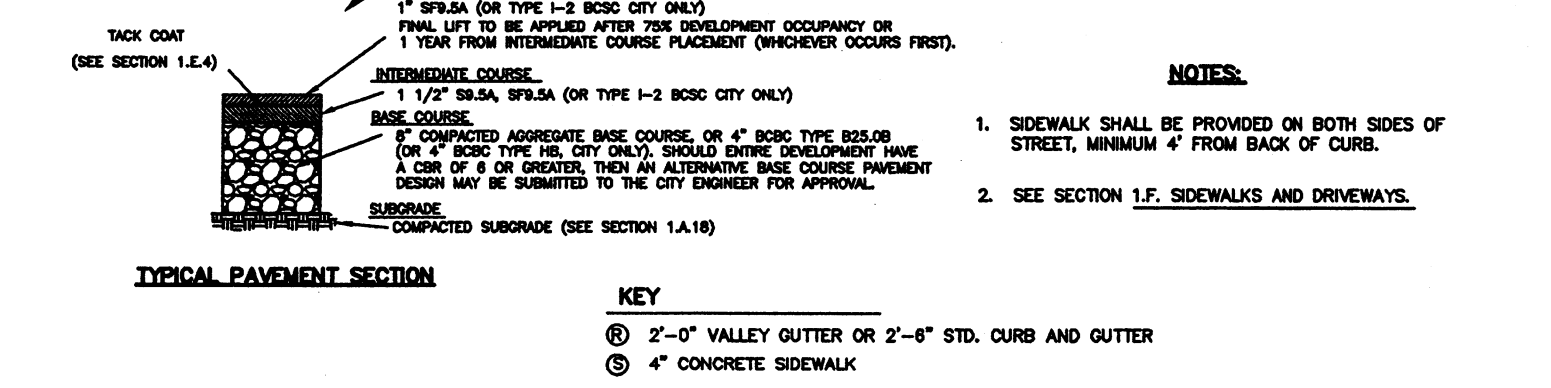 1" SF9.5A (OR TYPE I-2 BCSC CITY ONLY)
FINAL LIFT TO BE APPLIED AFTER 75% DEVELOPMENT OCCUPANCY OR
1 YEAR FROM INTERMEDIATE COURSE PLACEMENT (WHICHEVER OCCURS FIRST).
TACK COAT
(SEE SECTION 1.E.4)
INTERMEDIATE COURSE
1 1/2" S9.5A, SF9.5A (OR TYPE I-2 BCSC CITY ONLY)
BASE COURSE
8" COMPACTED AGGREGATE BASE COURSE, OR 4" BCBC TYPE B25.0B
(OR 4" BCBC TYPE HB, CITY ONLY). SHOULD ENTIRE DEVELOPMENT HAVE
A CBR OF 6 OR GREATER, THEN AN ALTERNATIVE BASE COURSE PAVEMENT
DESIGN MAY BE SUBMITTED TO THE CITY ENGINEER FOR APPROVAL.
SUBGRADE
COMPACTED SUBGRADE (SEE SECTION 1.A.18)
TYPICAL PAVEMENT SECTION
NOTES:
1. SIDEWALK SHALL BE PROVIDED ON BOTH SIDES OF
STREET, MINIMUM 4' FROM BACK OF CURB.
2. SEE SECTION 1.F. SIDEWALKS AND DRIVEWAYS.
KEY
R 2'-0" VALLEY GUTTER OR 2'-6" STD. CURB AND GUTTER
S 4" CONCRETE SIDEWALK